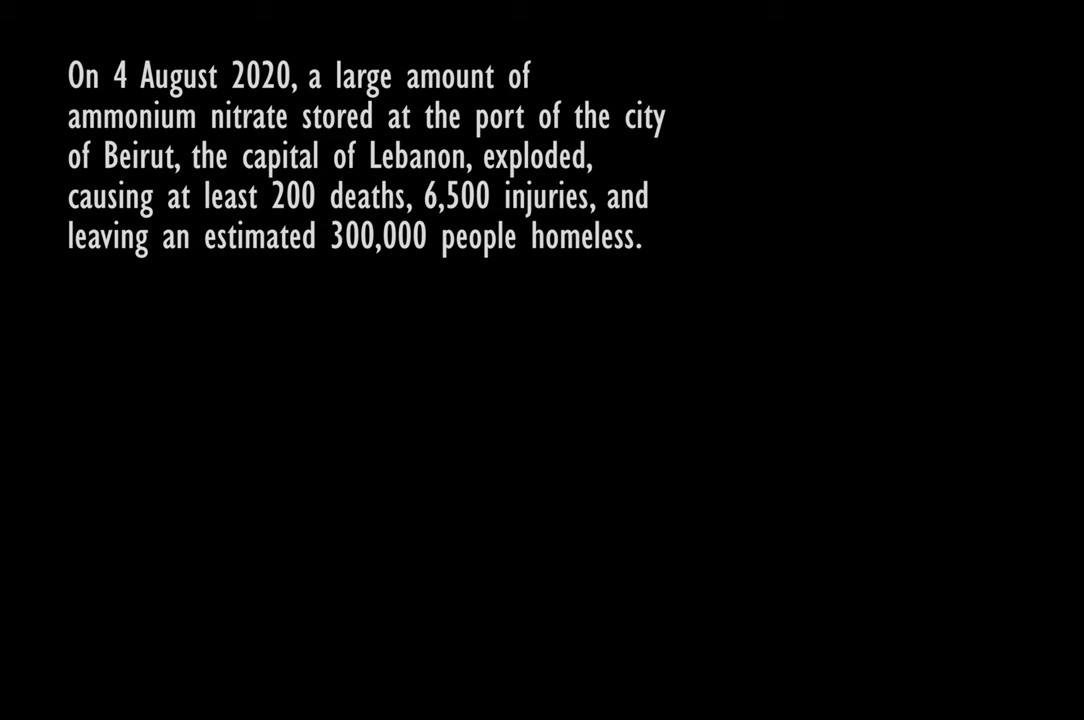 On 4 August 2020, a large amount of
ammonium nitrate stored at the port of the city
of Beirut, the capital of Lebanon, exploded,
causing at least 200 deaths, 6,500 injuries, and
leaving an estimated 300,000 people homeless.